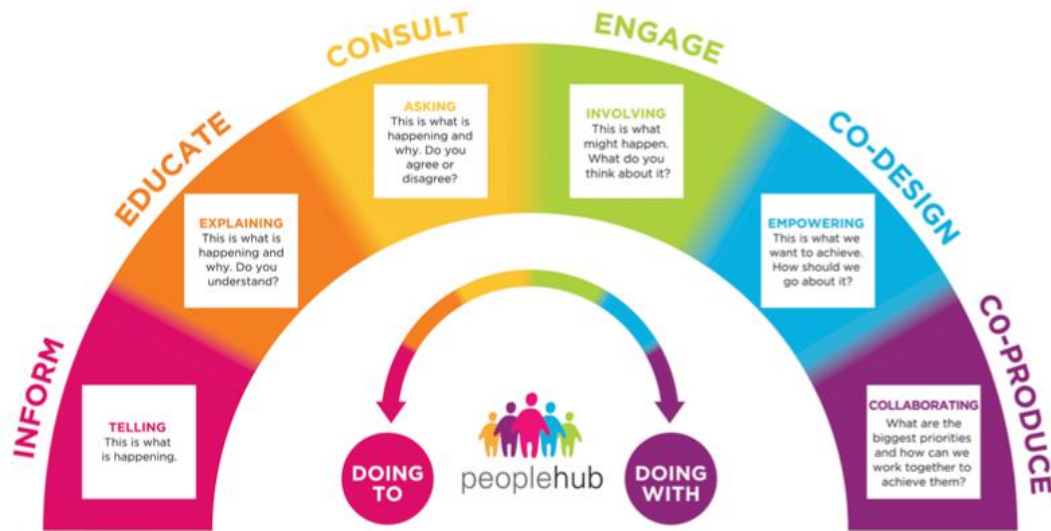 INFORM
TELLING
This is what
is happening.
EDUCATE
EXPLAINING
This is what is
happening and
why. Do you
understand?
CONSULT
ASKING
This is what is
happening and
why. Do you
agree or
disagree?
ENGAGE
INVOLVING
This is what
might happen.
What do you
think about it?
CO-DESIGN
EMPOWERING
This is what we
want to achieve.
How should we
go about it?
CO-PRODUCE
COLLABORATING
What are the
biggest priorities
and how can we
work together to
achieve them?
DOING
TO
peoplehub
DOING
WITH